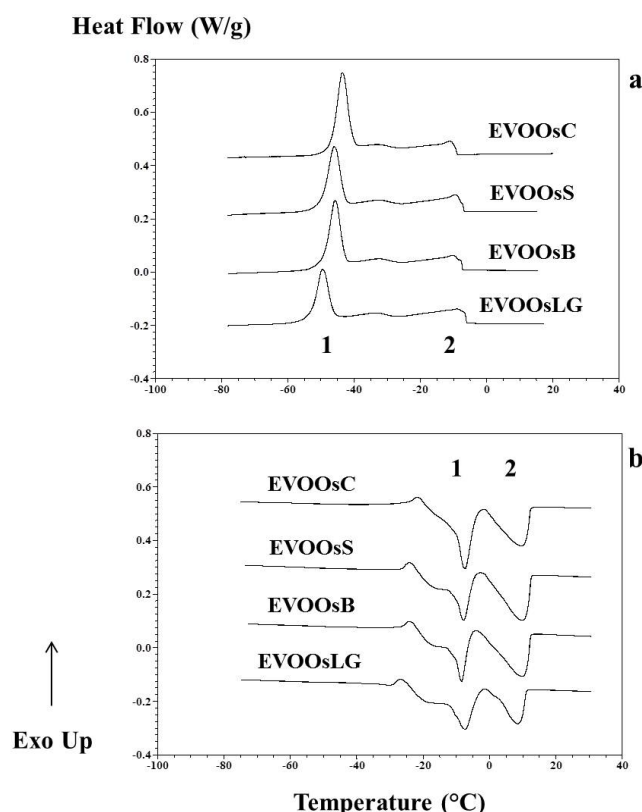 Heat Flow (W/g)
a
0.8
0.6
0.4
0.2
0.0
-0.2
0.4
EVOOsC
EVOOsS
EVOOsB
EVOOsLG
1 2
-100 -80 -60 -40 -20 0 20 40
b
0.8
0.6
0.4
0.2
0.0
-0.2
0.4
1 2
EVOOsC
EVOOsS
EVOOsB
EVOOsLG
-100 -80 -60 -40 -20 0 20 40
Exo Up
Temperature (°C)